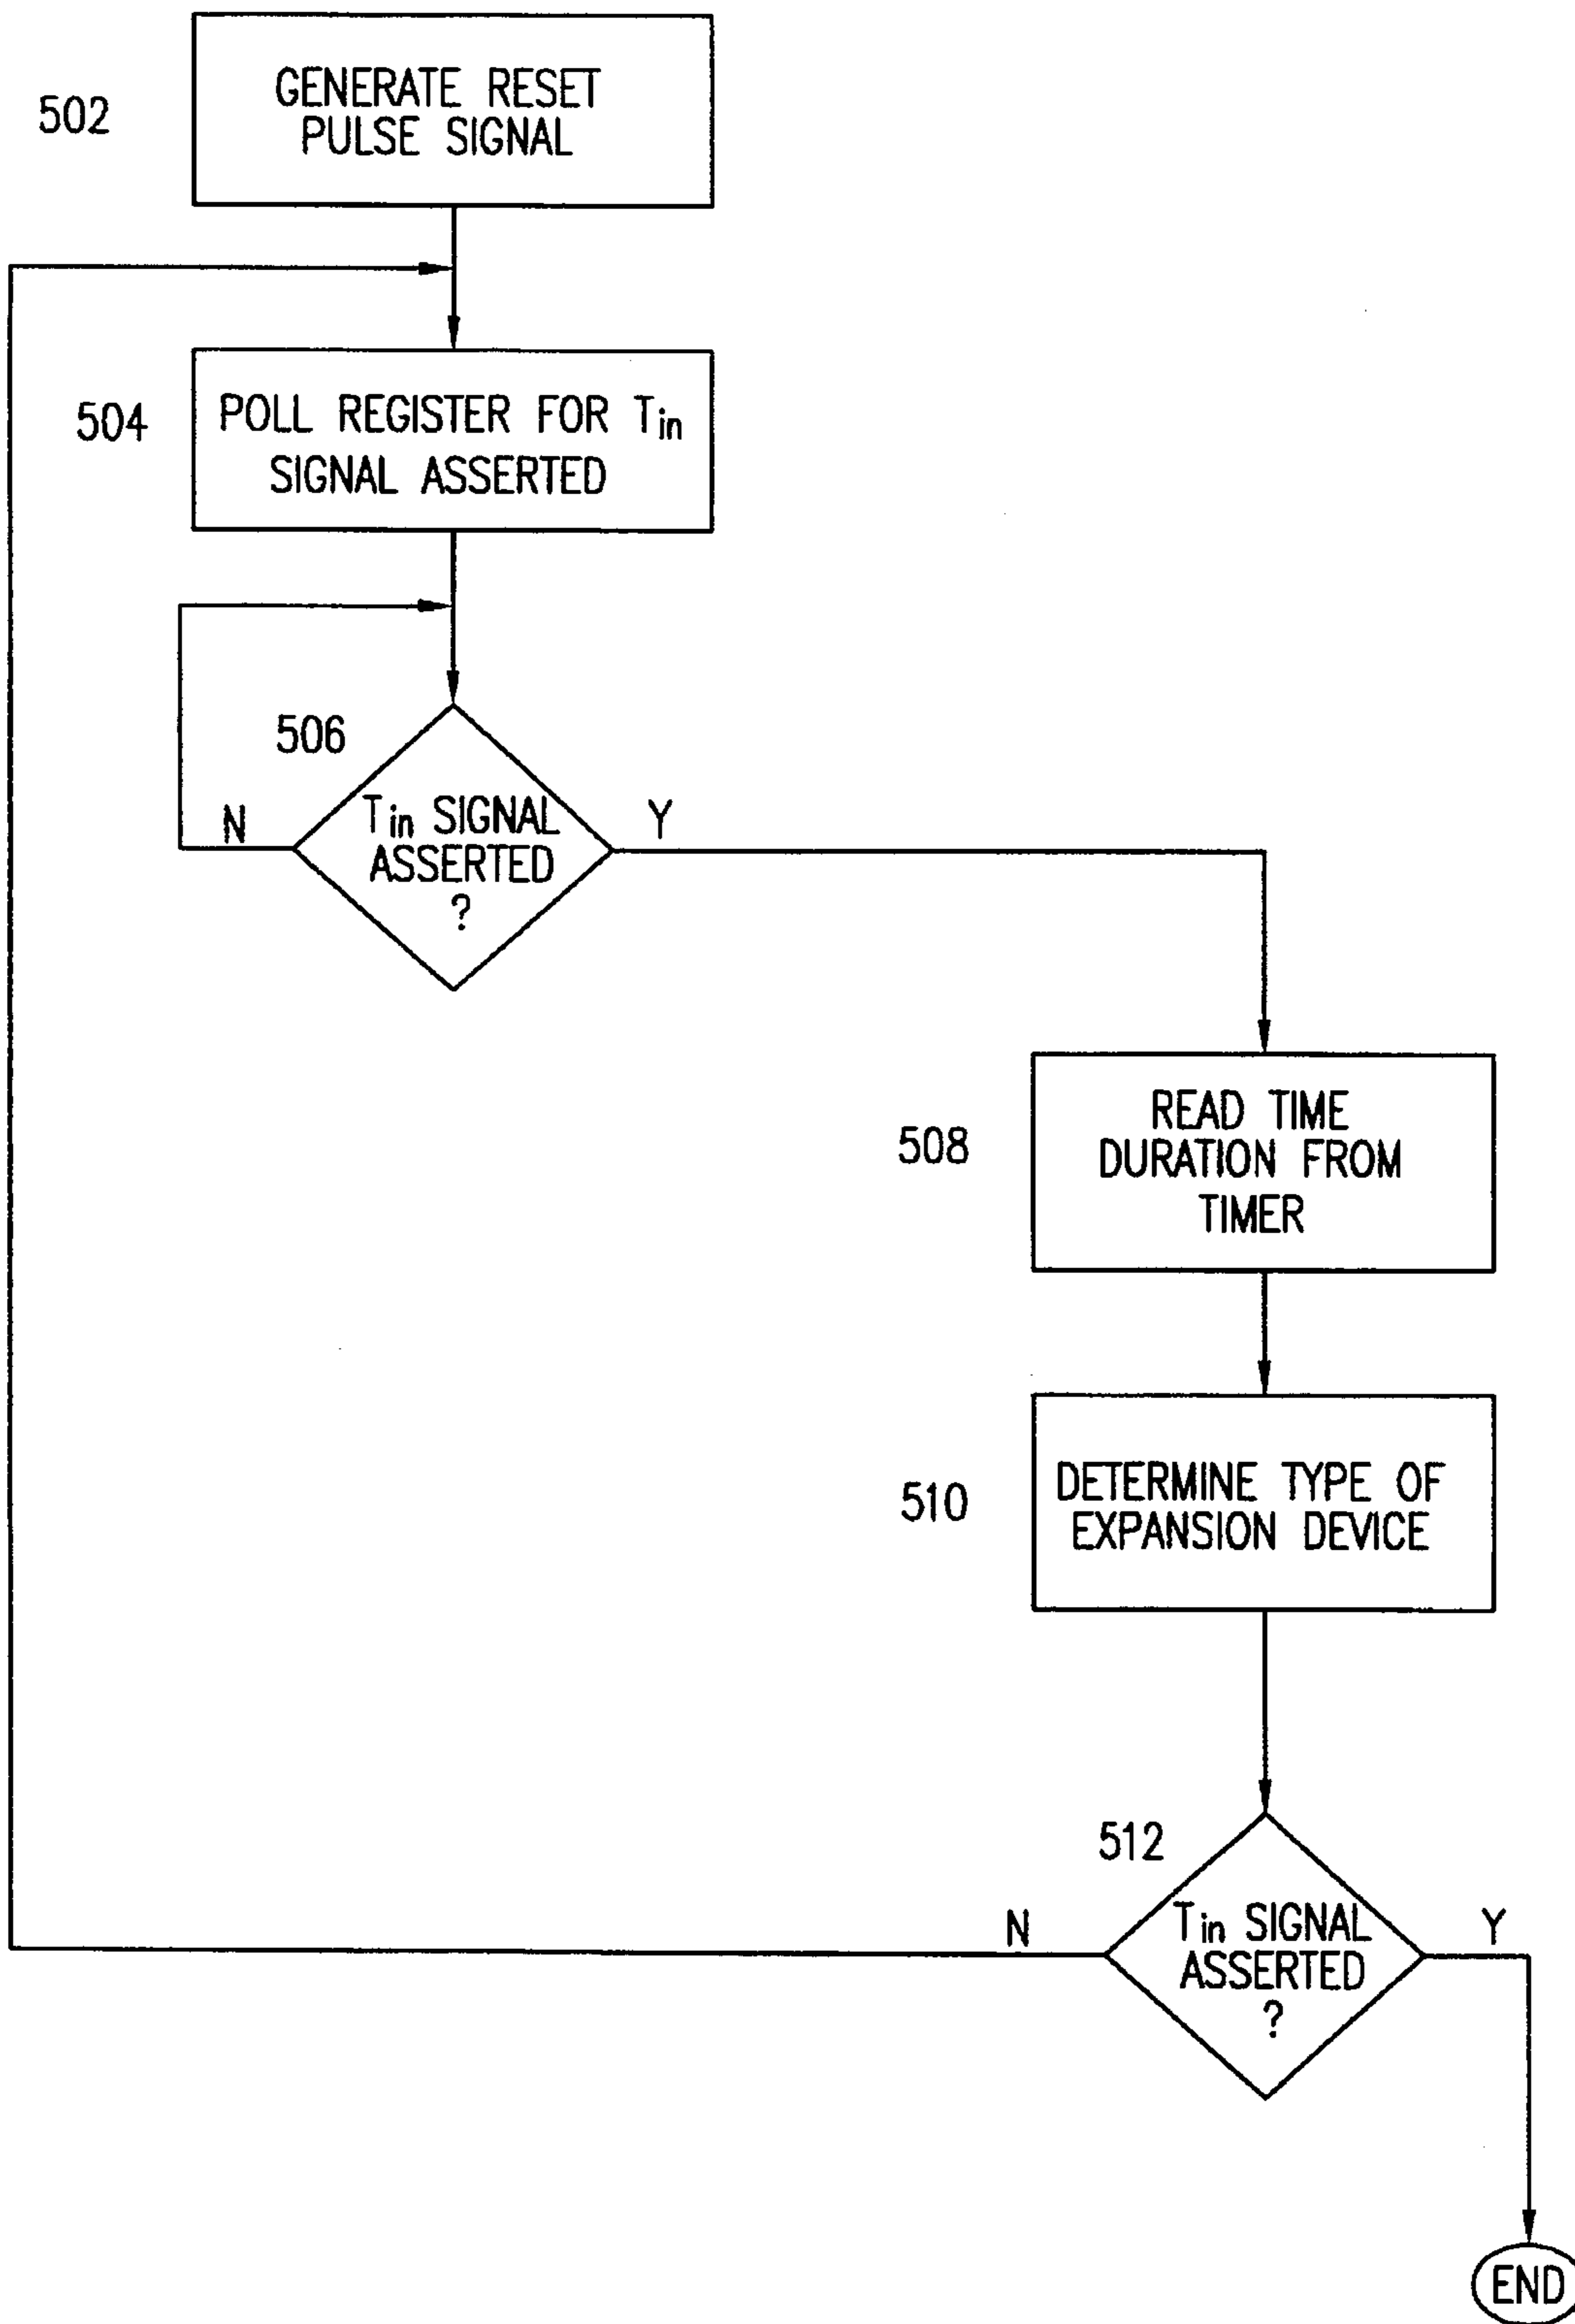 502
GENERATE RESET
PULSE SIGNAL
504
POLL REGISTER FOR Tin
SIGNAL ASSERTED
506
N
Tin SIGNAL
ASSERTED
?
Y
508
READ TIME
DURATION FROM
TIMER
510
DETERMINE TYPE OF
EXPANSION DEVICE
512
N
Tin SIGNAL
ASSERTED
?
Y
END